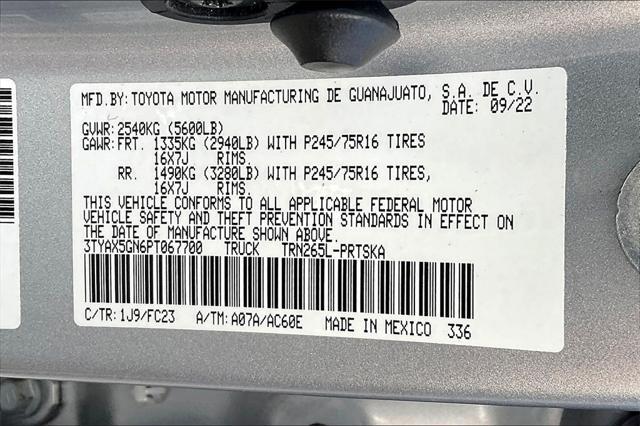 MFD.BY: TOYOTA MOTOR MANUFACTURING DE GUANAJUATO, S.A. DE C.V.
DATE: 09/22
GVWR: 2540KG (5600LB)
GAWR: FRT. 1335KG (2940LB) WITH P245/75R16 TIRES
16X7J RIMS.
RR. 1490KG (3280LB) WITH P245/75R16 TIRES,
16X7J RIMS.
THIS VEHICLE CONFORMS TO ALL APPLICABLE FEDERAL MOTOR
VEHICLE SAFETY AND THEFT PREVENTION STANDARDS IN EFFECT ON
THE DATE OF MANUFACTURE SHOWN ABOVE.
3TYAX5GN6PT067700 TRUCK TRN265L-PRTSKA
C/TR: 1J9/FC23 A/TM: A07A/AC60E MADE IN MEXICO 336